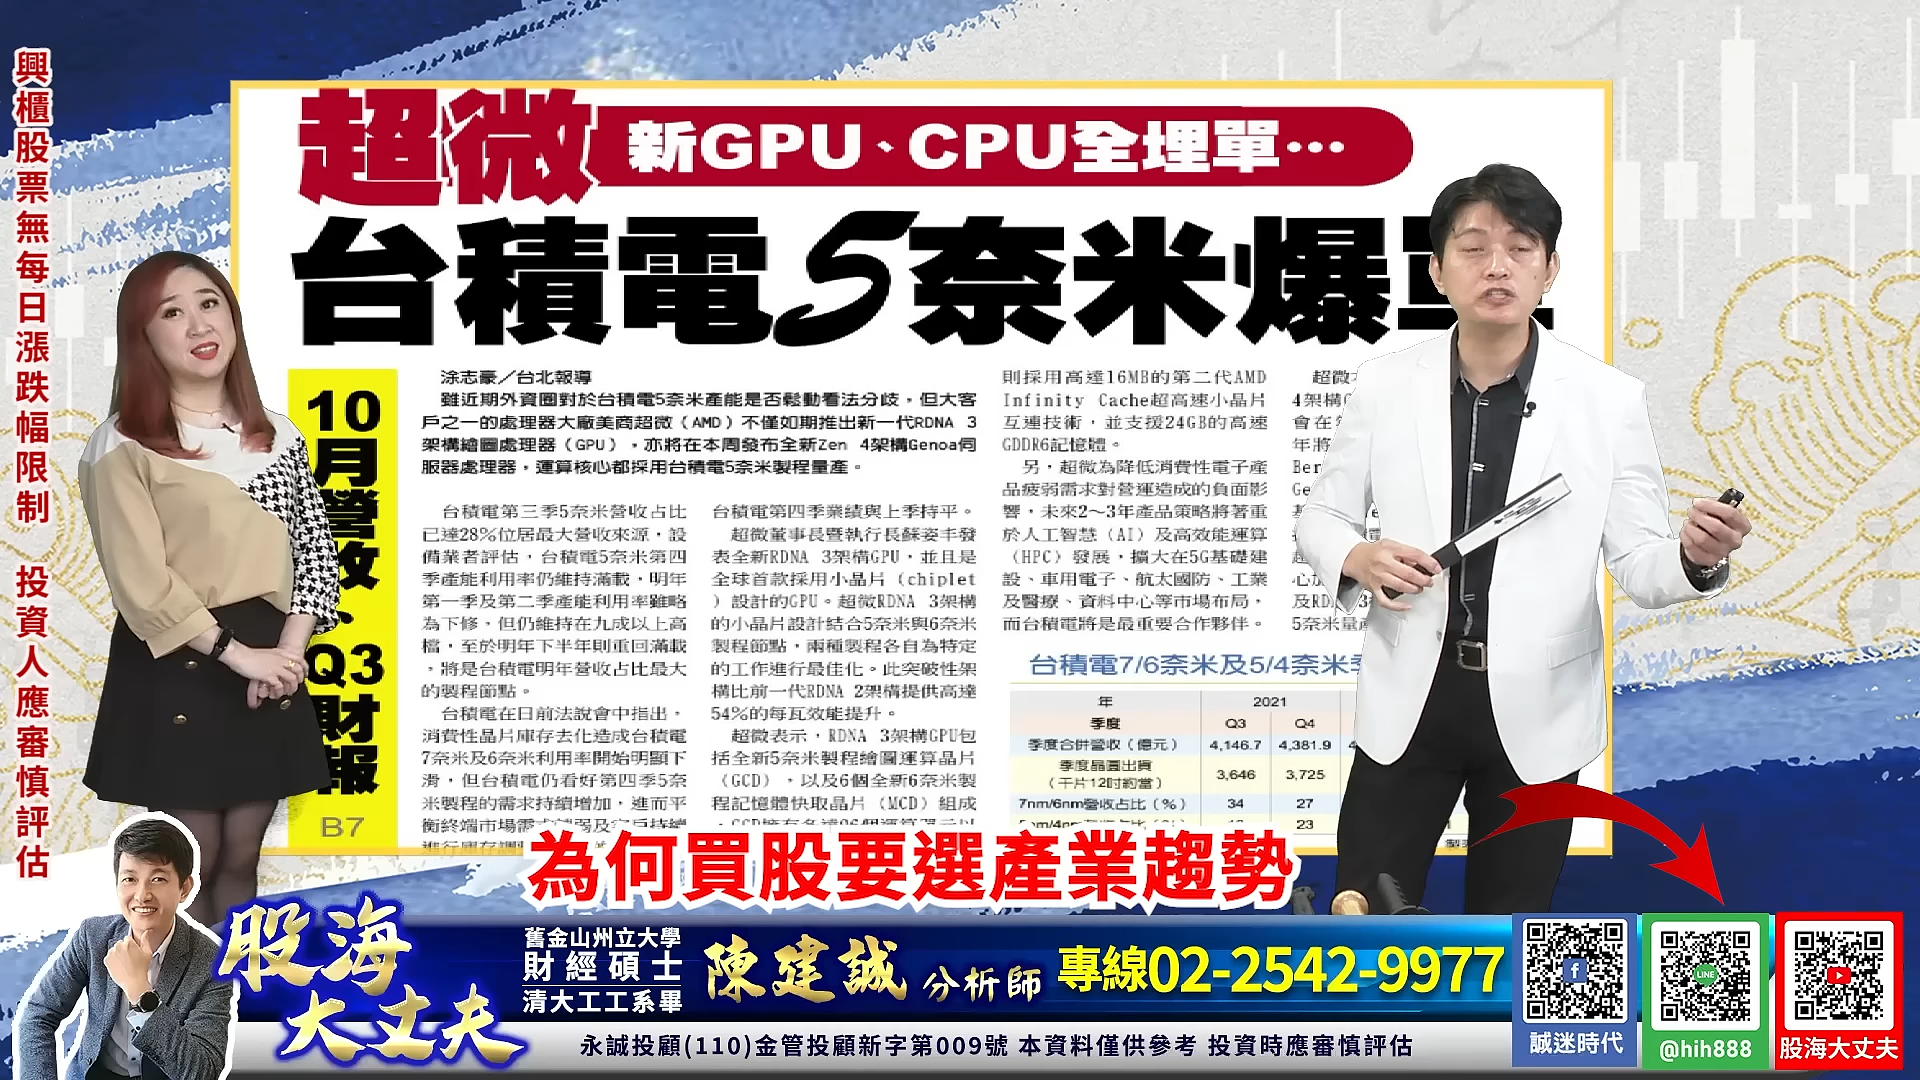 興櫃股票無每日漲跌幅限制 投資人應審慎評估
超微 新GPU、CPU全埋單…
台積電5奈米爆
10月營收、Q3財報
B7
涂志豪／台北報導
雖近期外資圈對於台積電5奈米產能是否鬆動看法分歧，但大客
戶之一的處理器大廠美商超微（AMD）不僅如期推出新一代RDNA 3
架構繪圖處理器（GPU），亦將在本周發布全新Zen 4架構Genoa伺
服器處理器，運算核心都採用台積電5奈米製程量產。
台積電第三季5奈米營收占比
已達28%位居最大營收來源，設
備業者評估，台積電5奈米第四
季產能利用率仍維持滿載，明年
第一季及第二季產能利用率雖略
為下修，但仍維持在九成以上高
檔，至於明年下半年則重回滿載
，將是台積電明年營收占比最大
的製程節點。
台積電在日前法說會中指出，
消費性晶片庫存去化造成台積電
7奈米及6奈米利用率開始明顯下
滑，但台積電仍看好第四季5奈
米製程的需求持續增加，進而平
衡終端市場需求
台積電第四季業績與上季持平。
超微董事長暨執行長蘇姿丰發
表全新RDNA 3架構GPU，並且是
全球首款採用小晶片（chiplet
）設計的GPU。超微RDNA 3架構
的小晶片設計結合5奈米與6奈米
製程節點，兩種製程各自為特定
的工作進行最佳化。此突破性架
構比前一代RDNA 2架構提供高達
54%的每瓦效能提升。
超微表示，RDNA 3架構GPU包
括全新5奈米製程繪圖運算晶片
（GCD），以及6個全新6奈米製
程記憶體快取晶片（MCD）組成
則採用高達16MB的第二代AMD
Infinity Cache超高速小晶片
互連技術，並支援24GB的高速
GDDR6記憶體。
另，超微為降低消費性電子產
品疲弱需求對營運造成的負面影
響，未來2～3年產品策略將著重
於人工智慧（AI）及高效能運算
（HPC）發展，擴大在5G基礎建
設、車用電子、航太國防、工業
及醫療、資料中心等市場布局，
而台積電將是最重要合作夥伴。
超微
4架構
會在
年將
Ber
Ge
心
及RD
5奈米量
台積電7/6奈米及5/4奈米
年 2021
季度 Q3 Q4
季度合併營收（億元） 4,146.7 4,381.9 4
季度晶圓出貨
（千片12吋約當） 3,646 3,725
7nm/6nm營收占比（%） 34 27
23
為何買股要選產業趨勢
股海
大丈夫
舊金山州立大學
財經碩士
清大工工系畢
陳建誠 分析師
專線02-2542-9977
永誠投顧(110)金管投顧新字第009號 本資料僅供參考 投資時應審慎評估
LINE
誠迷時代
@hih888
股海大丈夫